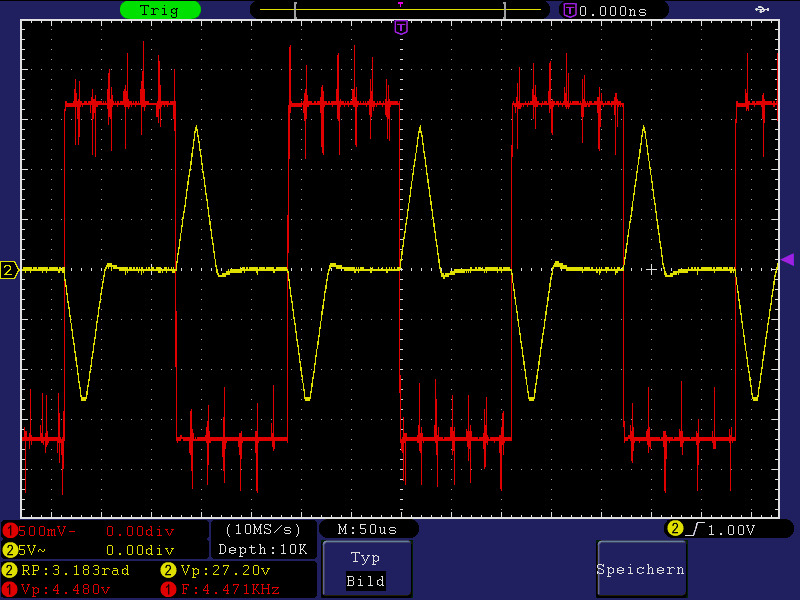 Trig T 0.000ns
T
2
1 500mV- 0.00div (10MS/s) M:50us 2 1.00V
2 5V~ 0.00div Depth:10K
2 RP:3.183rad 2 Vp:27.20v Typ Speichern
1 Vp:4.480v 1 F:4.471KHz Bild